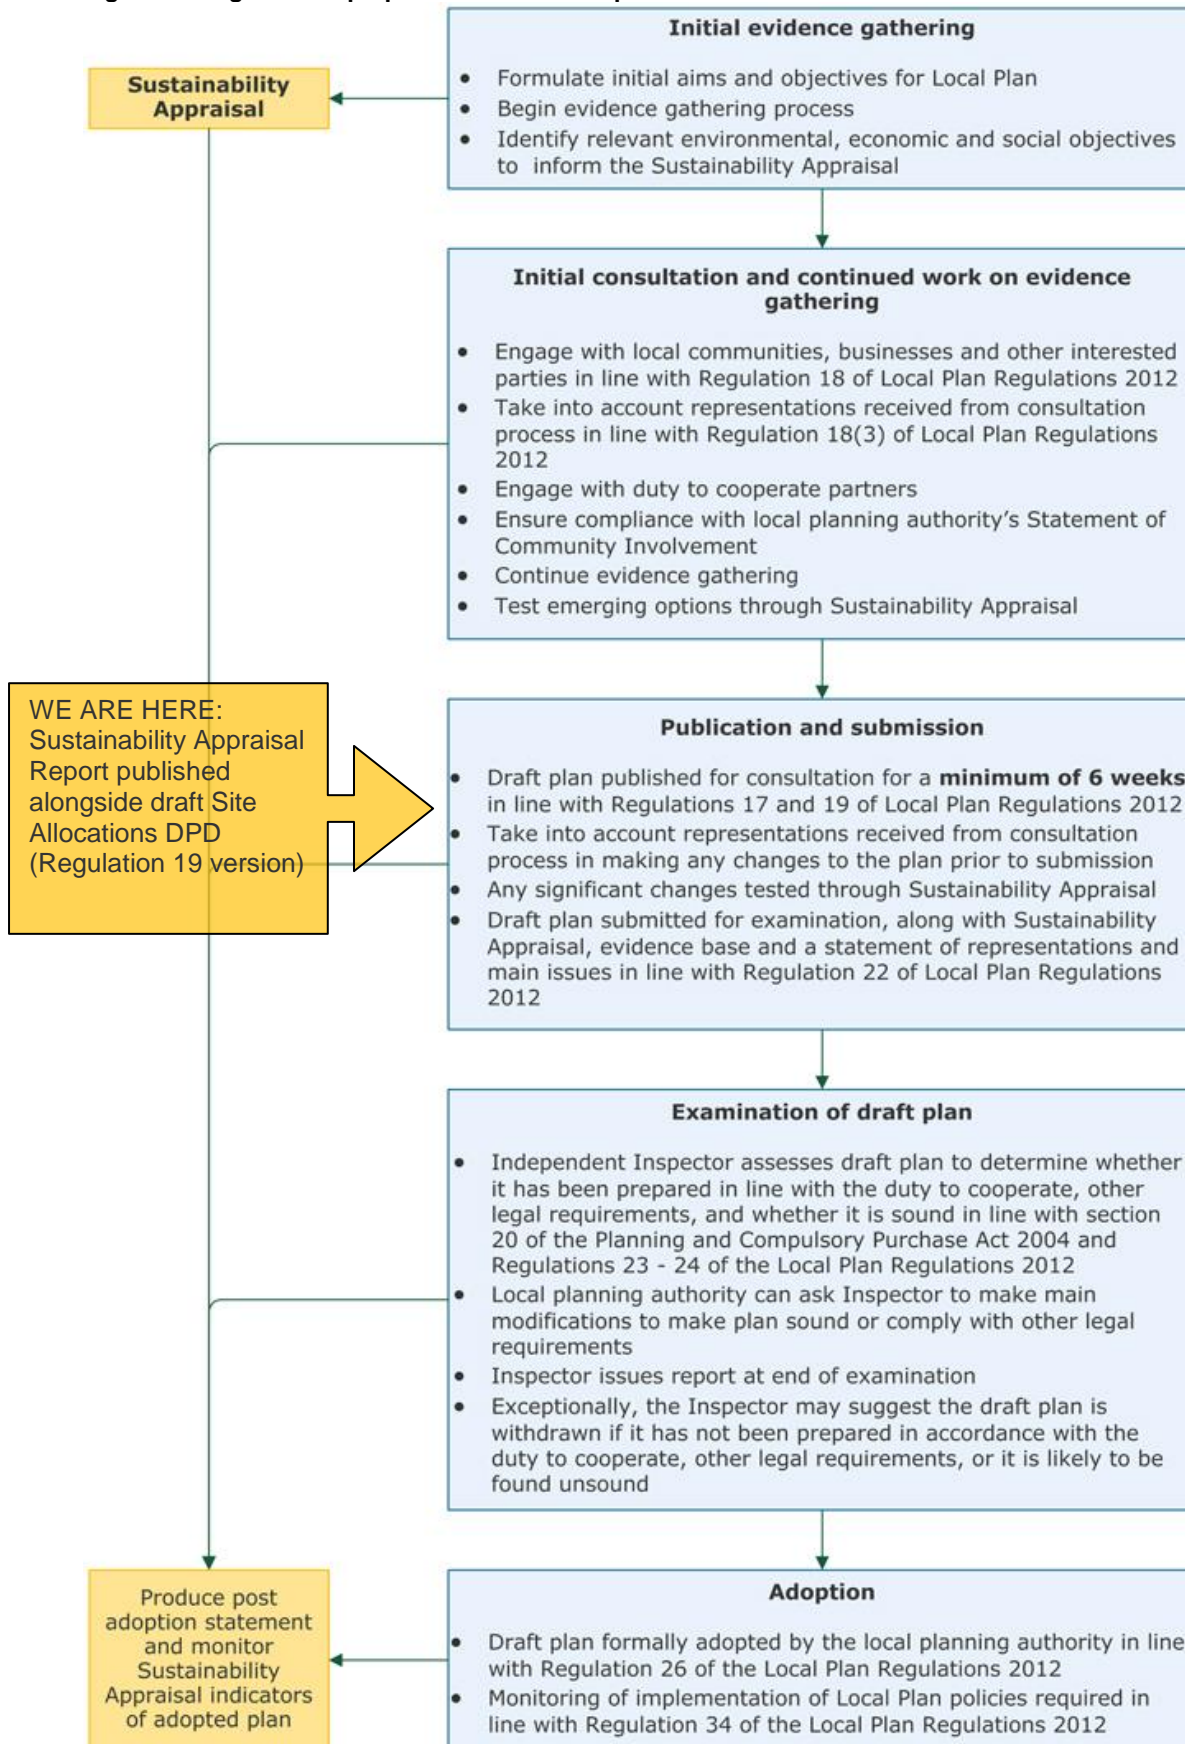 Initial evidence gathering
• Formulate initial aims and objectives for Local Plan
• Begin evidence gathering process
• Identify relevant environmental, economic and social objectives
to inform the Sustainability Appraisal
Sustainability
Appraisal
Initial consultation and continued work on evidence
gathering
• Engage with local communities, businesses and other interested
parties in line with Regulation 18 of Local Plan Regulations 2012
• Take into account representations received from consultation
process in line with Regulation 18(3) of Local Plan Regulations
2012
• Engage with duty to cooperate partners
• Ensure compliance with local planning authority's Statement of
Community Involvement
• Continue evidence gathering
• Test emerging options through Sustainability Appraisal
WE ARE HERE:
Sustainability Appraisal
Report published
alongside draft Site
Allocations DPD
(Regulation 19 version)
Publication and submission
• Draft plan published for consultation for a minimum of 6 weeks
in line with Regulations 17 and 19 of Local Plan Regulations 2012
• Take into account representations received from consultation
process in making any changes to the plan prior to submission
• Any significant changes tested through Sustainability Appraisal
• Draft plan submitted for examination, along with Sustainability
Appraisal, evidence base and a statement of representations and
main issues in line with Regulation 22 of Local Plan Regulations
2012
Examination of draft plan
• Independent Inspector assesses draft plan to determine whether
it has been prepared in line with the duty to cooperate, other
legal requirements, and whether it is sound in line with section
20 of the Planning and Compulsory Purchase Act 2004 and
Regulations 23 - 24 of the Local Plan Regulations 2012
• Local planning authority can ask Inspector to make main
modifications to make plan sound or comply with other legal
requirements
• Inspector issues report at end of examination
• Exceptionally, the Inspector may suggest the draft plan is
withdrawn if it has not been prepared in accordance with the
duty to cooperate, other legal requirements, or it is likely to be
found unsound
Produce post
adoption statement
and monitor
Sustainability
Appraisal indicators
of adopted plan
Adoption
• Draft plan formally adopted by the local planning authority in line
with Regulation 26 of the Local Plan Regulations 2012
• Monitoring of implementation of Local Plan policies required in
line with Regulation 34 of the Local Plan Regulations 2012